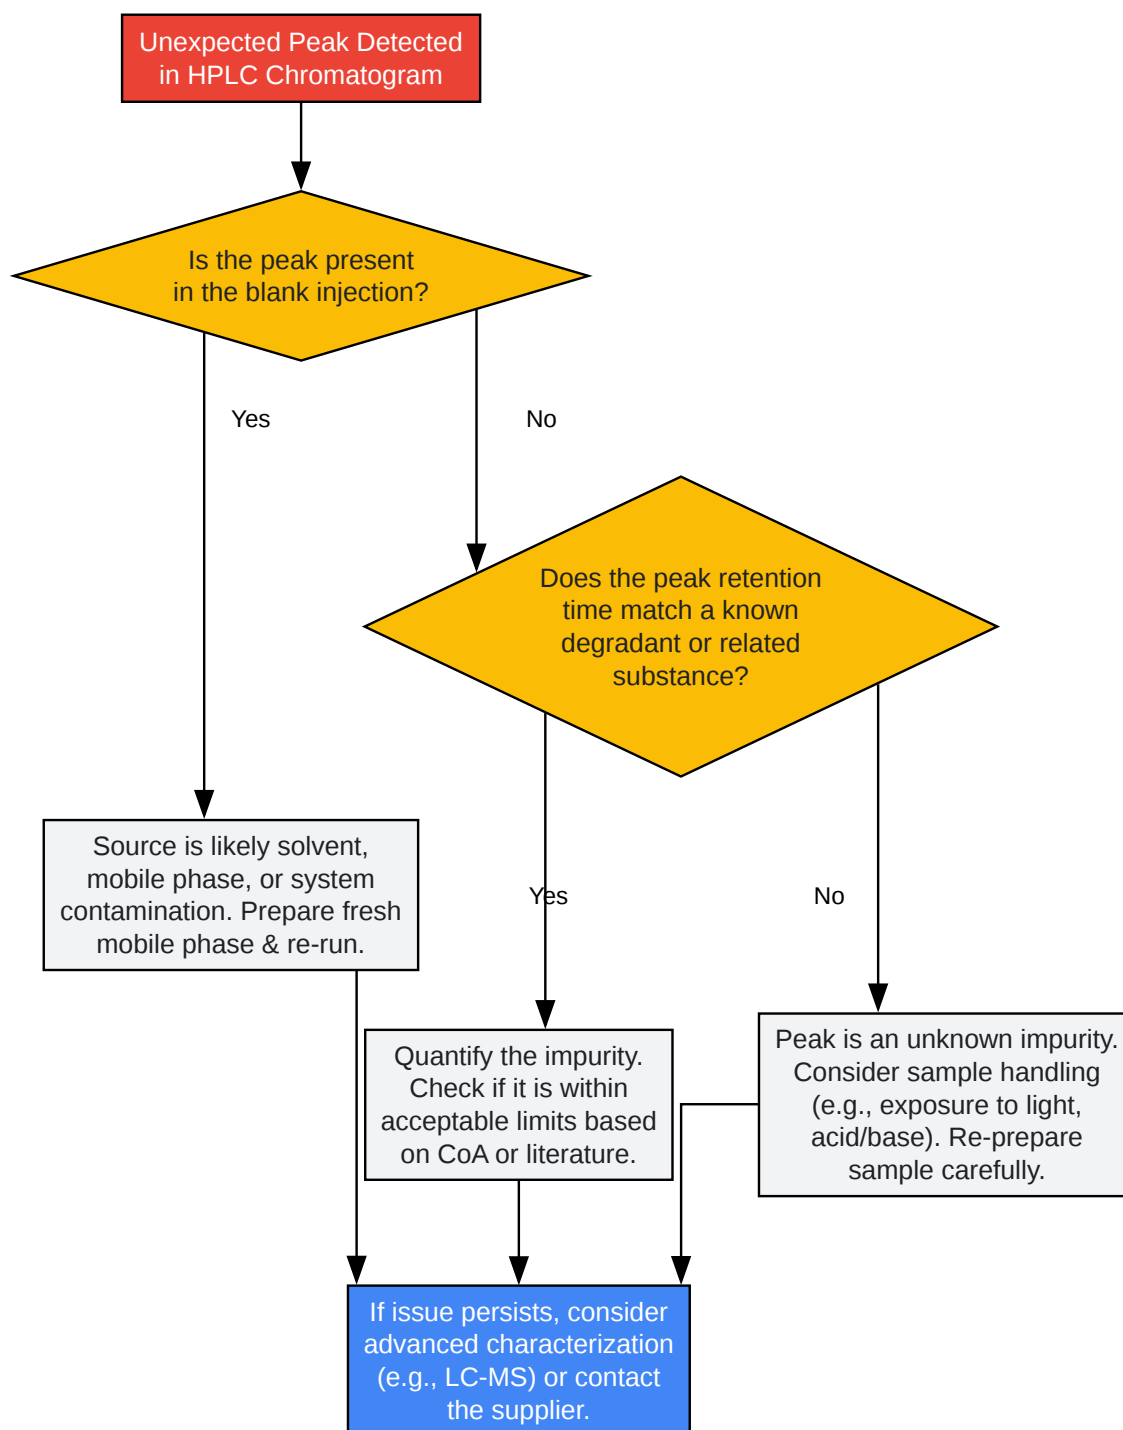 Unexpected Peak Detected
in HPLC Chromatogram
Is the peak present
in the blank injection?
Yes
No
Does the peak retention
time match a known
degradant or related
substance?
Source is likely solvent,
mobile phase, or system
contamination. Prepare fresh
mobile phase & re-run.
Yes
No
Quantify the impurity.
Check if it is within
acceptable limits based
on CoA or literature.
Peak is an unknown impurity.
Consider sample handling
(e.g., exposure to light,
acid/base). Re-prepare
sample carefully.
If issue persists, consider
advanced characterization
(e.g., LC-MS) or contact
the supplier.